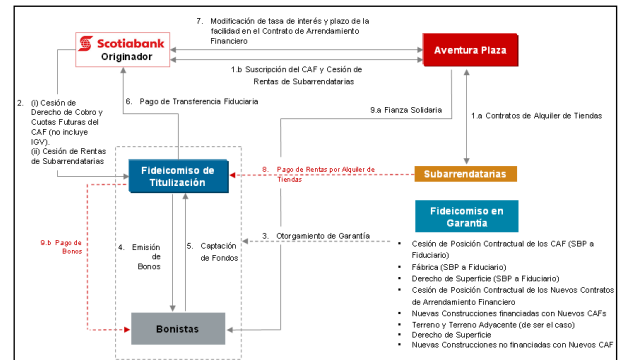 7. Modificación de tasa de interés y plazo de la
facilidad en el Contrato de Arrendamiento
Financiero
Scotiabank
Originador
Aventura Plaza
1.b Suscripción del CAF y Cesión de
Rentas de Subarrendatarias
2. (i) Cesión de
Derecho de Cobro y
Cuotas Futuras del
CAF (no incluye
IGV).
(ii) Cesión de Rentas
de Subarrendatarias
6. Pago de Transferencia Fiduciaria
9.a Fianza Solidaria
1.a Contratos de Alquiler de Tiendas
Fideicomiso de
Titulización
8. Pago de Rentas por Alquiler de
Tiendas
Subarrendatarias
Fideicomiso en
Garantía
9.b Pago de
Bonos
4. Emisión
de
Bonos
5. Captación
de Fondos
3. Otorgamiento de Garantía
▪ Cesión de Posición Contractual de los CAF (SBP a
Fiduciario)
▪ Fábrica (SBP a Fiduciario)
▪ Derecho de Superficie (SBP a Fiduciario)
▪ Cesión de Posición Contractual de los Nuevos Contratos
de Arrendamiento Financiero
▪ Nuevas Construcciones financiadas con Nuevos CAFs
▪ Terreno y Terreno Adyacente (de ser el caso)
▪ Derecho de Superficie
▪ Nuevas Construcciones no financiadas con Nuevos CAF
Bonistas